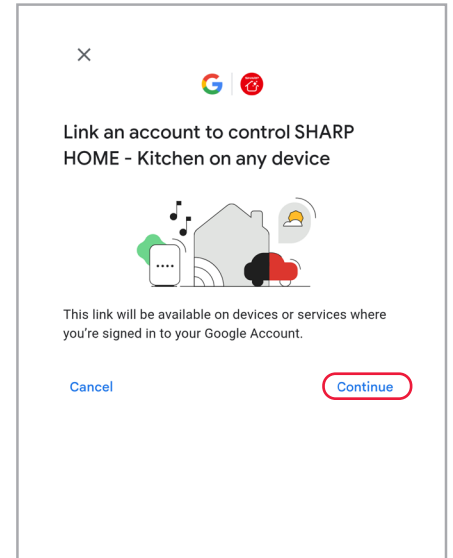 Link an account to control SHARP
HOME - Kitchen on any device
This link will be available on devices or services where
you're signed in to your Google Account.
Cancel
Continue